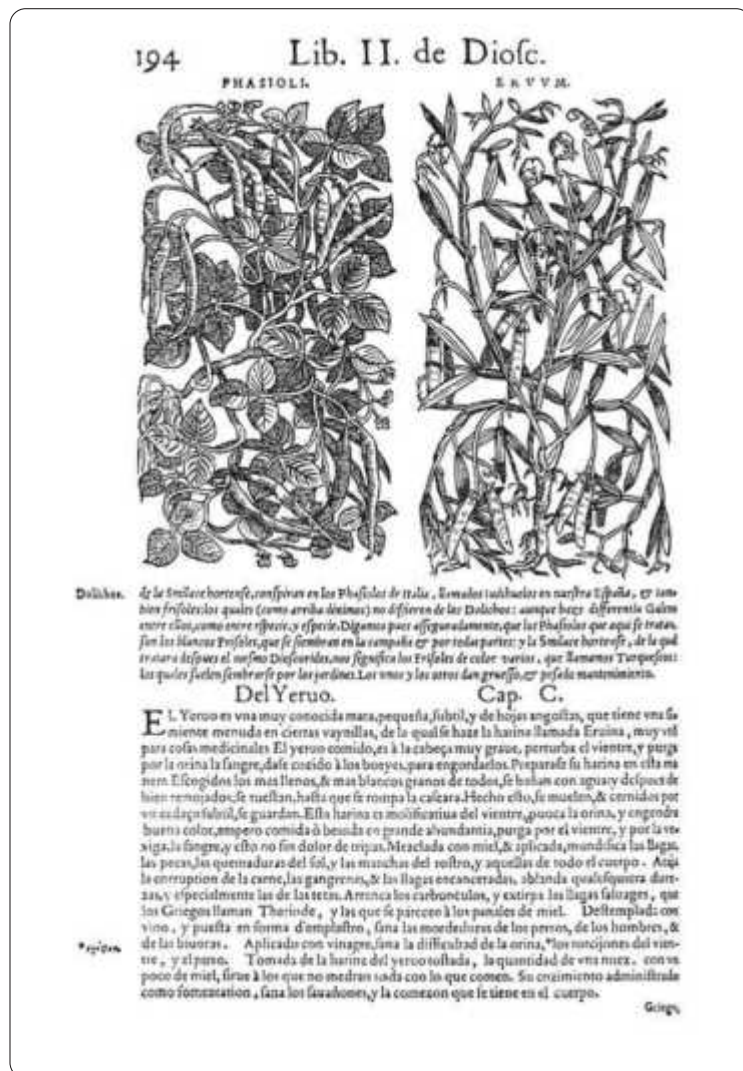 194 Lib. II. de Diosc.
PHASIOLI. ERVVM.
Dolichos. de la Smilace hortense, conspiran en los Phasiolos de Italia, llamados Iudihuelos en nuestra España, & tam
bien frisoles: los quales (como arriba diximos) no difieren de los Dolichos: aunque haze differentia Galeno
entre ellos, como entre especie, y especie. Digamos pues asseguradamente, que los Phasiolos que aqui se tratan,
son los blancos Frisoles, que se siembran en la campaña & por todas partes: y la Smilace hortense, de la qual
tratara despues el mesmo Dioscorides, nos significa los Frisoles de color varios, que llamamos Turquescos:
los quales suelen sembrarse por los jardines. Los vnos y los otros dan gruesso, & pesado mantenimiento.
Del Yeruo. Cap. C.
EL Yeruo es vna muy conocida mata, pequeña, subtil, y de hojas angostas, que tiene vna si
miente menuda en ciertas vaynillas, de lo qual se haze la harina llamada Eruina, muy vtil
para cosas medicinales El yeruo comido, es à la cabeça muy graue, perturba el vientre, y purga
por la orina la sangre, dase cozido à los bueyes, para engordarlos. Preparase su harina en esta ma
nera Escogidos los mas llenos, & mas blancos granos de todos, se bañan con agua: y despues de
bien remojados, se tuestan, hasta que se rompa la cascara. Hecho esto, se muelen, & cernidos por
vn cedaço subtil, se guardan. Esta harina es molificatiua del vientre, prouoca la orina, y engendra
buen color, empero comida ò beuida en grande abundantia, purga por el vientre, y por la ve-
xiga, la sangre, y esto no sin dolor de tripas. Mezclada con miel, & aplicada, mundifica las llagas,
las pecas, las quemaduras del sol, y las manchas del rostro, y aquellas de todo el cuerpo. Ataja
la corruption de la carne, las gangrenas, & las llagas encanceradas, ablanda qualesquiera dure-
zas, y especialmente las de las tetas. Arranca los carbunculos, y extirpa las llagas saluages, que
los Griegos llaman Therinde, y las que se parecen à los panales de miel. Destemplada con
vino, y puesta en forma d'emplastro, sana las mordeduras de los perros, de los hombres, &
de las biuoras. Aplicado con vinagre, sana la difficultad de la orina, *los torcijones del vien-
tre, y el puxo. Tomada de la harina del yeruo tostada, la quantidad de vna nuez, con vn
poco de miel, sirue à los que no medran nada con lo que comen. Su cozimiento administrado
como fomentation, sana los sauañones, y la comezon que se tiene en el cuerpo.
Griego,